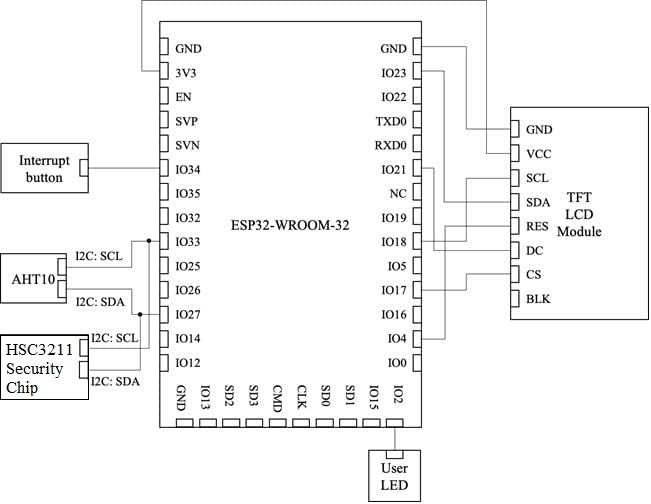 GND
3V3
EN
SVP
SVN
IO34
IO35
IO32
IO33
IO25
IO26
IO27
IO14
IO12
GND
IO23
IO22
TXD0
RXD0
IO21
NC
IO19
IO18
IO5
IO17
IO16
IO4
IO0
ESP32-WROOM-32
GND
IO13
SD2
SD3
CMD
CLK
SD0
SD1
IO15
IO2
Interrupt
button
AHT10
I2C: SCL
I2C: SDA
HSC3211
Security
Chip
I2C: SCL
I2C: SDA
GND
VCC
SCL
SDA
RES
DC
CS
BLK
TFT
LCD
Module
User
LED